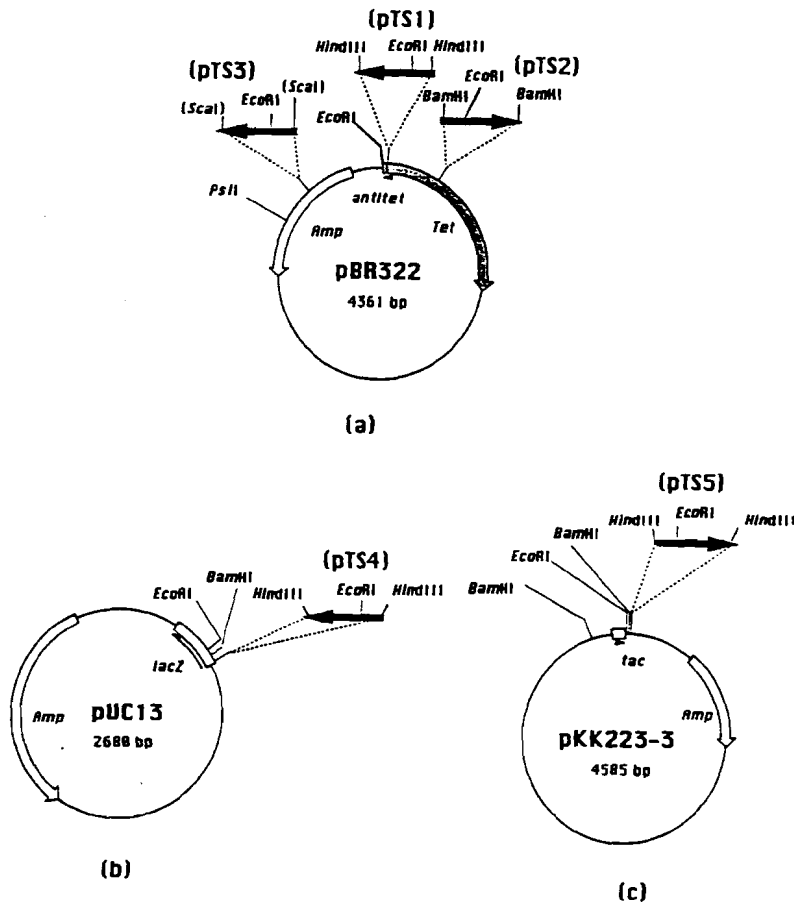 (pTS1)
HindIII EcoRI HindIII
(pTS3)
(pTS2)
(ScaI) EcoRI (ScaI)
BamHI EcoRI BamHI
EcoRI
PstI
antitet
Amp
Tet
pBR322
4361 bp
(a)
(pTS5)
HindIII EcoRI HindIII
BamHI
EcoRI
BamHI
(pTS4)
EcoRI BamHI
HindIII EcoRI HindIII
lacZ
tac
Amp
pUC13
2688 bp
Amp
pKK223-3
4585 bp
(b)
(c)